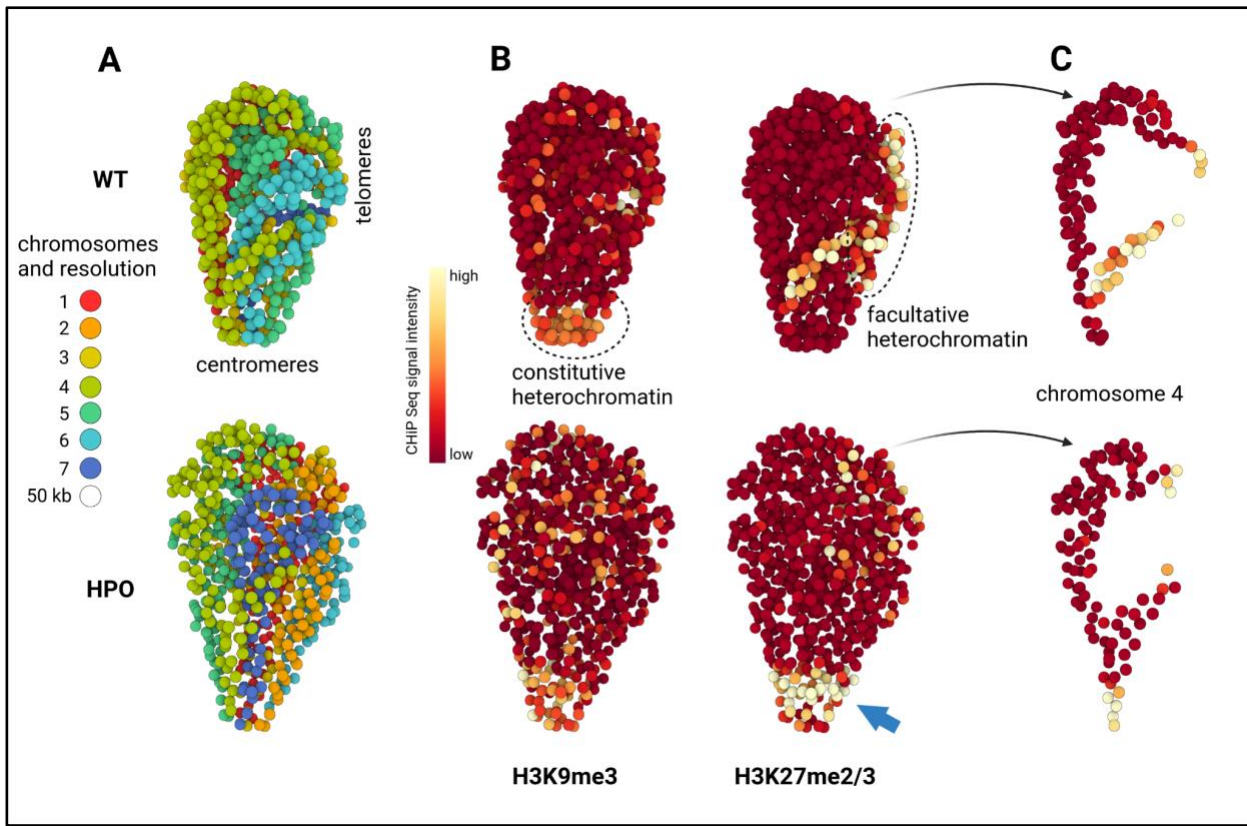 A
B
C
WT
telomeres
chromosomes
and resolution
1
2
3
4
5
6
7
50 kb
centromeres
HPO
CHiP Seq signal intensity
high
low
constitutive
heterochromatin
facultative
heterochromatin
chromosome 4
H3K9me3
H3K27me2/3